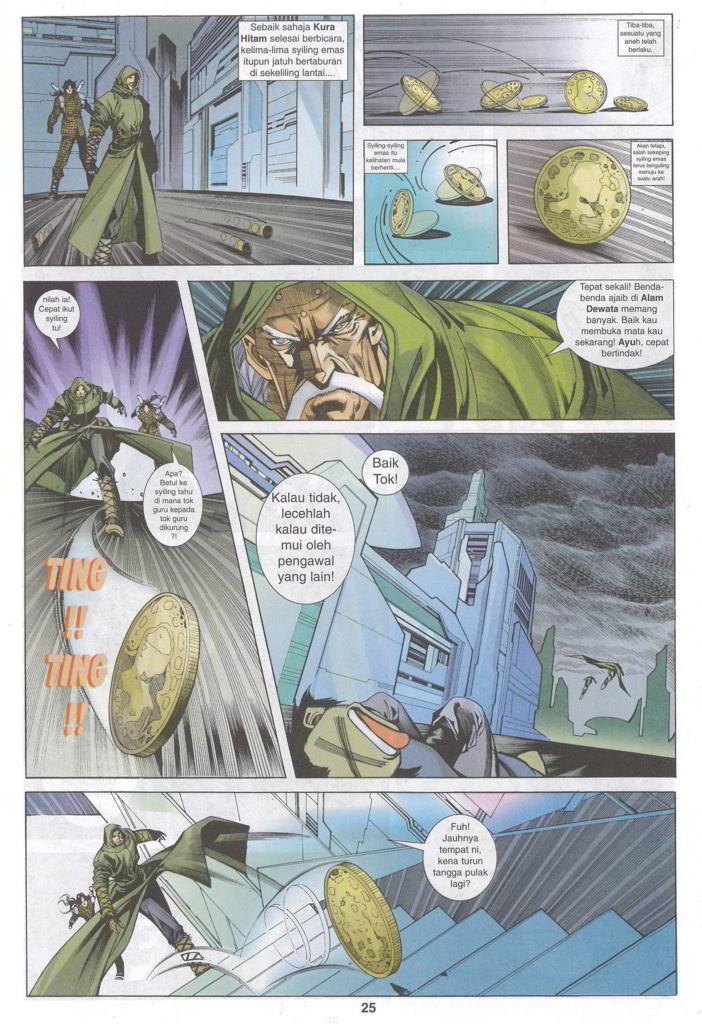 Sebaik sahaja Kura
Hitam selesai berbicara,
kelima-lima syiling emas
itupun jatuh bertaburan
di sekeliling lantai....
Tiba-tiba,
sesuatu yang
aneh telah
berlaku.
Syiling-syiling
emas itu
kelihatan mula
berhenti....
Akan tetapi,
salah sekeping
syiling emas
terus berguling
menuju ke
suatu arah!
nilah ia!
Cepat ikut
syiling
tu!
Apa?
Betul ke
syiling tahu
di mana tok
guru kepada
tok guru
dikurung
?!
TING
!!
TING
!!
Tepat sekali! Benda-
benda ajaib di Alam
Dewata memang
banyak. Baik kau
membuka mata kau
sekarang! Ayuh, cepat
bertindak!
Kalau tidak,
lecehlah
kalau dite-
mui oleh
pengawal
yang lain!
Baik
Tok!
Fuh!
Jauhnya
tempat ni,
kena turun
tangga pulak
lagi?
25